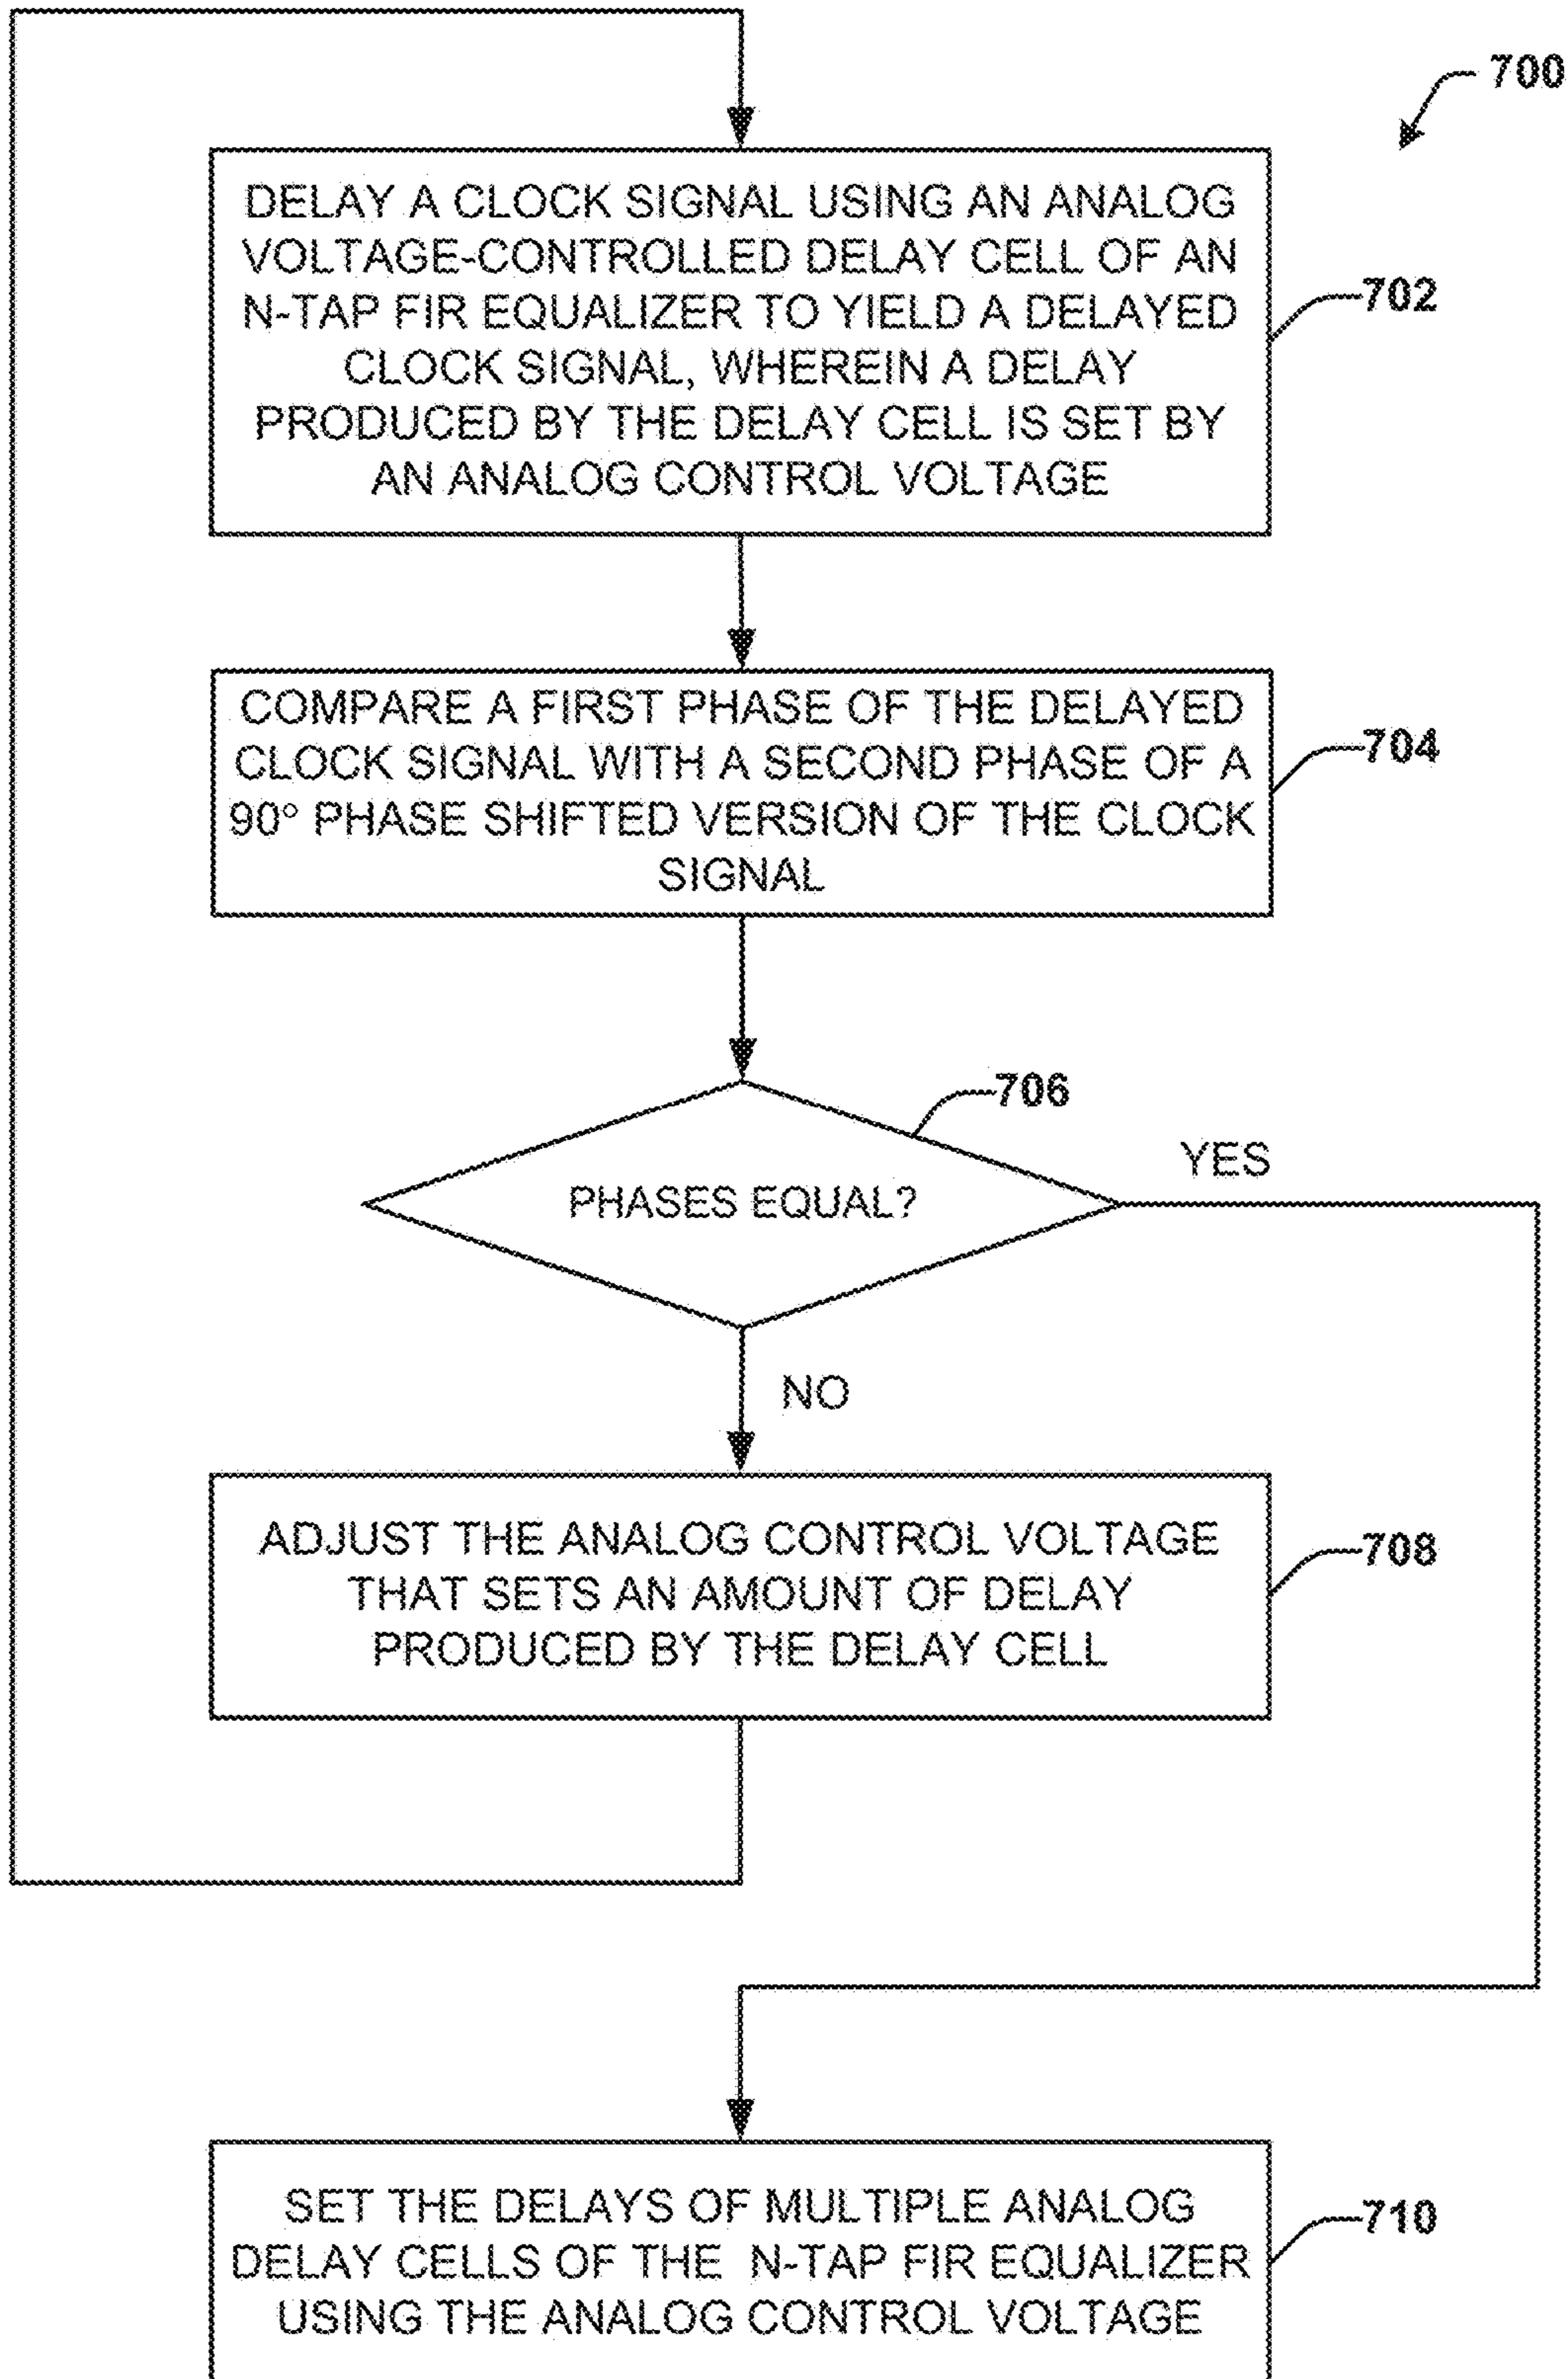 700
DELAY A CLOCK SIGNAL USING AN ANALOG
VOLTAGE-CONTROLLED DELAY CELL OF AN
N-TAP FIR EQUALIZER TO YIELD A DELAYED
CLOCK SIGNAL, WHEREIN A DELAY
PRODUCED BY THE DELAY CELL IS SET BY
AN ANALOG CONTROL VOLTAGE
702
COMPARE A FIRST PHASE OF THE DELAYED
CLOCK SIGNAL WITH A SECOND PHASE OF A
90° PHASE SHIFTED VERSION OF THE CLOCK
SIGNAL
704
706
PHASES EQUAL?
YES
NO
ADJUST THE ANALOG CONTROL VOLTAGE
THAT SETS AN AMOUNT OF DELAY
PRODUCED BY THE DELAY CELL
708
SET THE DELAYS OF MULTIPLE ANALOG
DELAY CELLS OF THE N-TAP FIR EQUALIZER
USING THE ANALOG CONTROL VOLTAGE
710